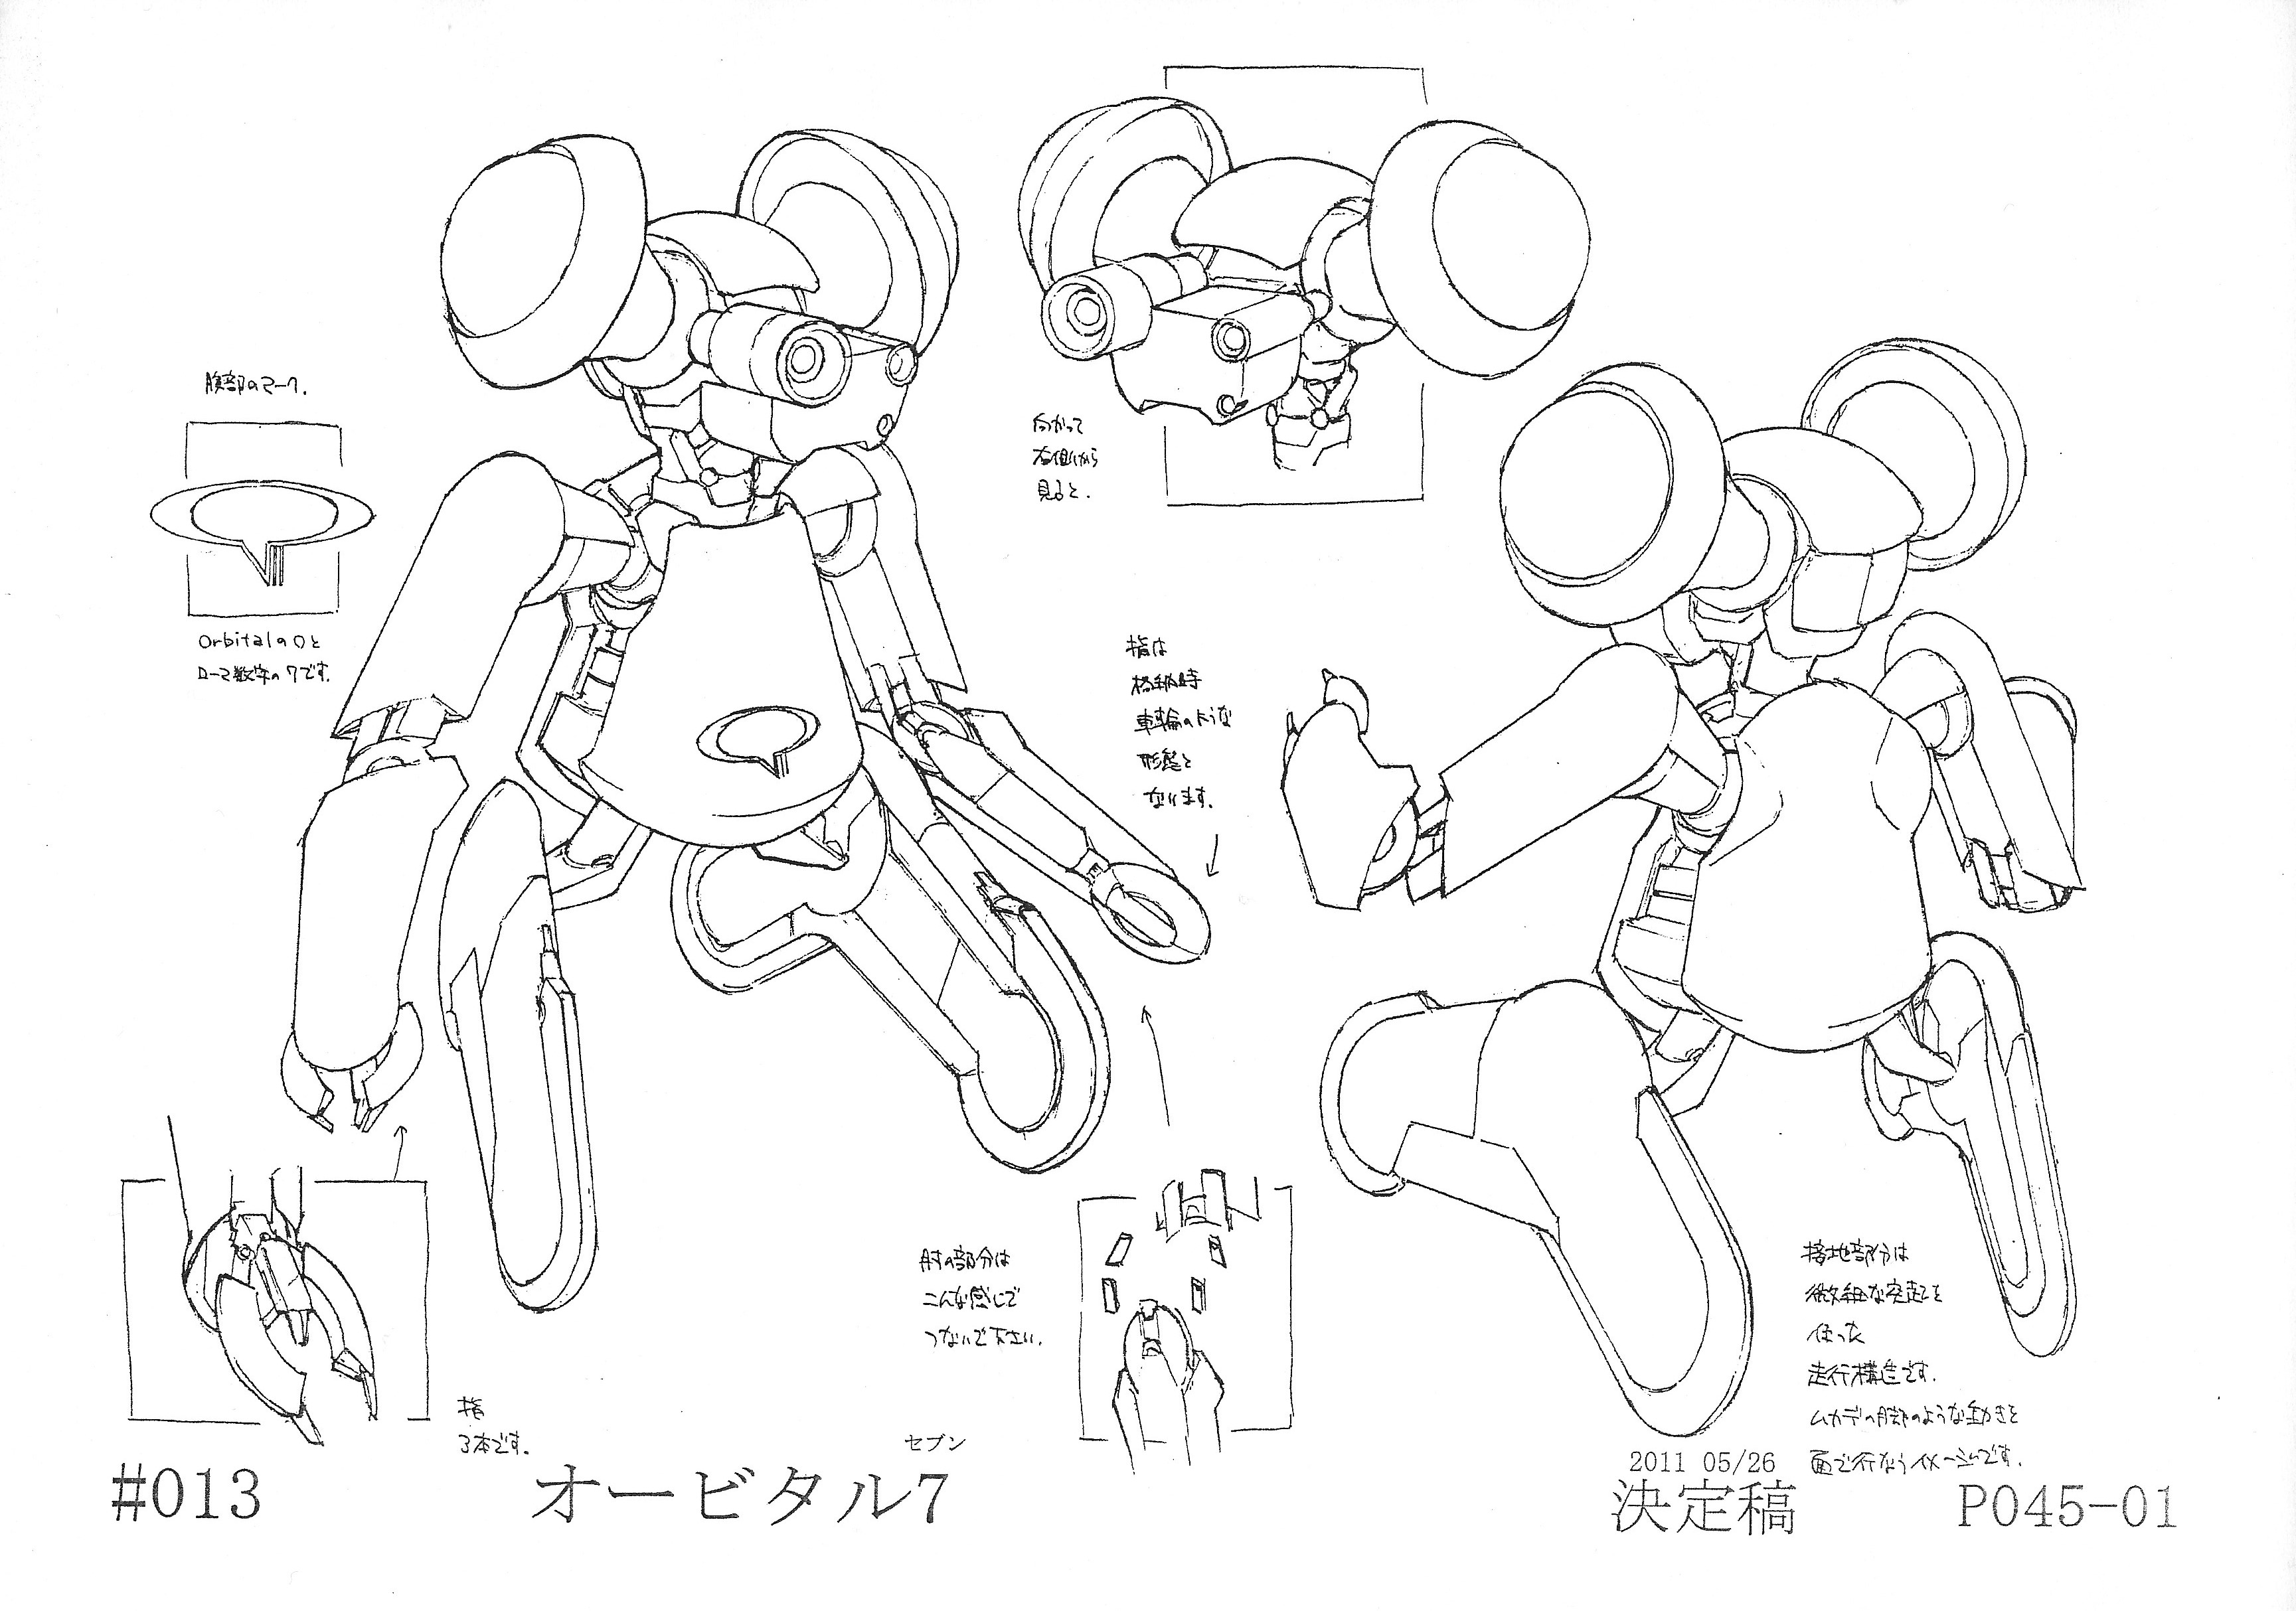 腹部のマーク.
OrbitalのOと
ローマ数字の7です.
向かって
右側から
見ると.
指は
格納時
車輪のような
形態と
なります.
肘の部分は
こんな感じで
つないで下さい.
接地部分は
微細な突起を
使った
走行構造です.
ムカデの脚のような動きを
面で行なうイメージです.
指
3本です.
#013
セブン
オービタル7
2011 05/26
決定稿
P045-01